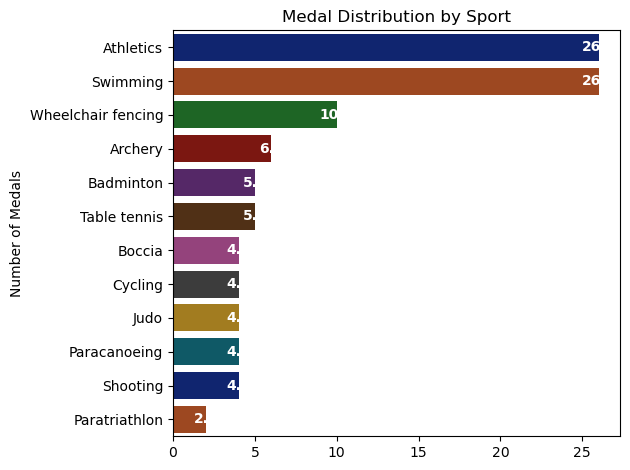 Medal Distribution by Sport
Athletics
26
Swimming
26
Wheelchair fencing
10
Archery
6.
Badminton
5.
Table tennis
5.
Boccia
4.
Cycling
4.
Judo
4.
Paracanoeing
4.
Shooting
4.
Paratriathlon
2.
Number of Medals
0 5 10 15 20 25